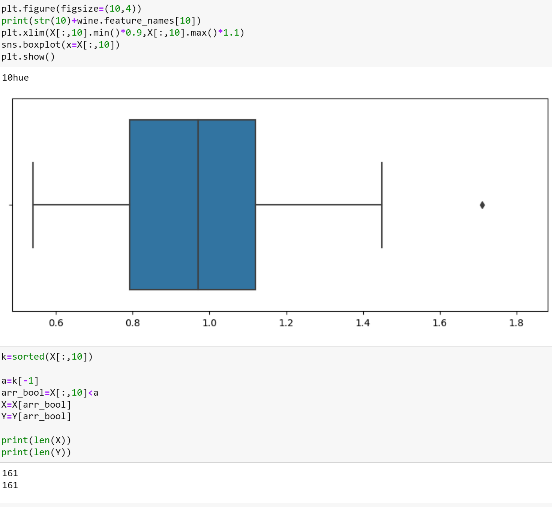 plt.figure(figsize=(10,4))
print(str(10)+wine.feature_names[10])
plt.xlim(X[:,10].min()*0.9,X[:,10].max()*1.1)
sns.boxplot(x=X[:,10])
plt.show()
10hue
0.6 0.8 1.0 1.2 1.4 1.6 1.8
k=sorted(X[:,10])
a=k[-1]
arr_bool=X[:,10]<a
X=X[arr_bool]
Y=Y[arr_bool]
print(len(X))
print(len(Y))
161
161